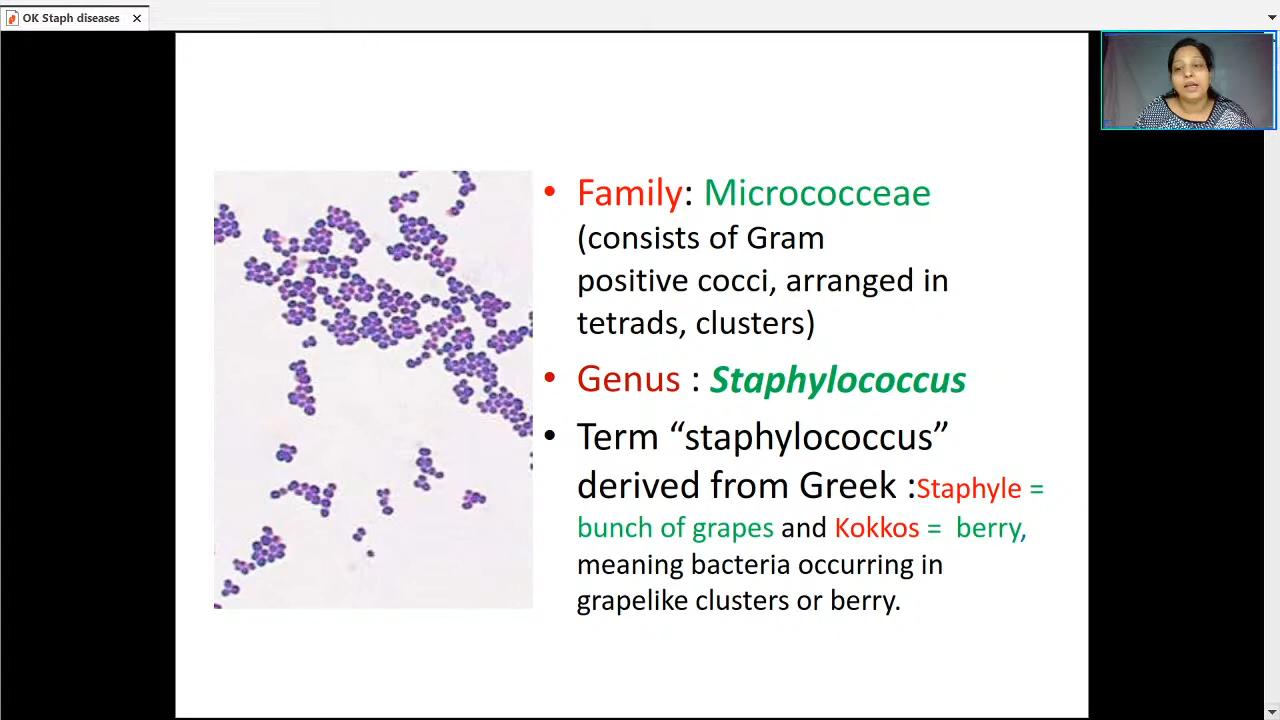 OK Staph diseases
• Family: Micrococceae
(consists of Gram
positive cocci, arranged in
tetrads, clusters)
• Genus : Staphylococcus
• Term “staphylococcus”
derived from Greek :Staphyle =
bunch of grapes and Kokkos = berry,
meaning bacteria occurring in
grapelike clusters or berry.